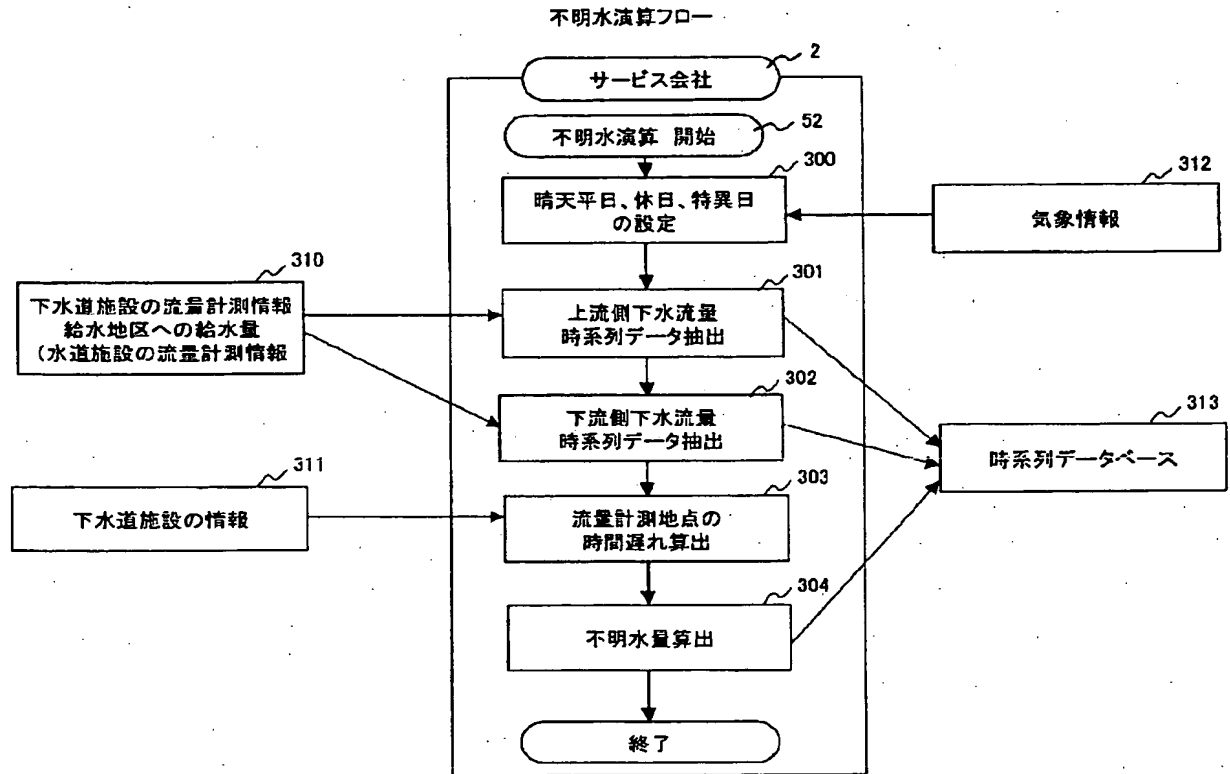 不明水演算フロー
サービス会社
2
不明水演算 開始
52
300
晴天平日、休日、特異日
の設定
312
気象情報
310
下水道施設の流量計測情報
給水地区への給水量
(水道施設の流量計測情報
301
上流側下水流量
時系列データ抽出
302
下流側下水流量
時系列データ抽出
313
時系列データベース
311
下水道施設の情報
303
流量計測地点の
時間遅れ算出
304
不明水量算出
終了